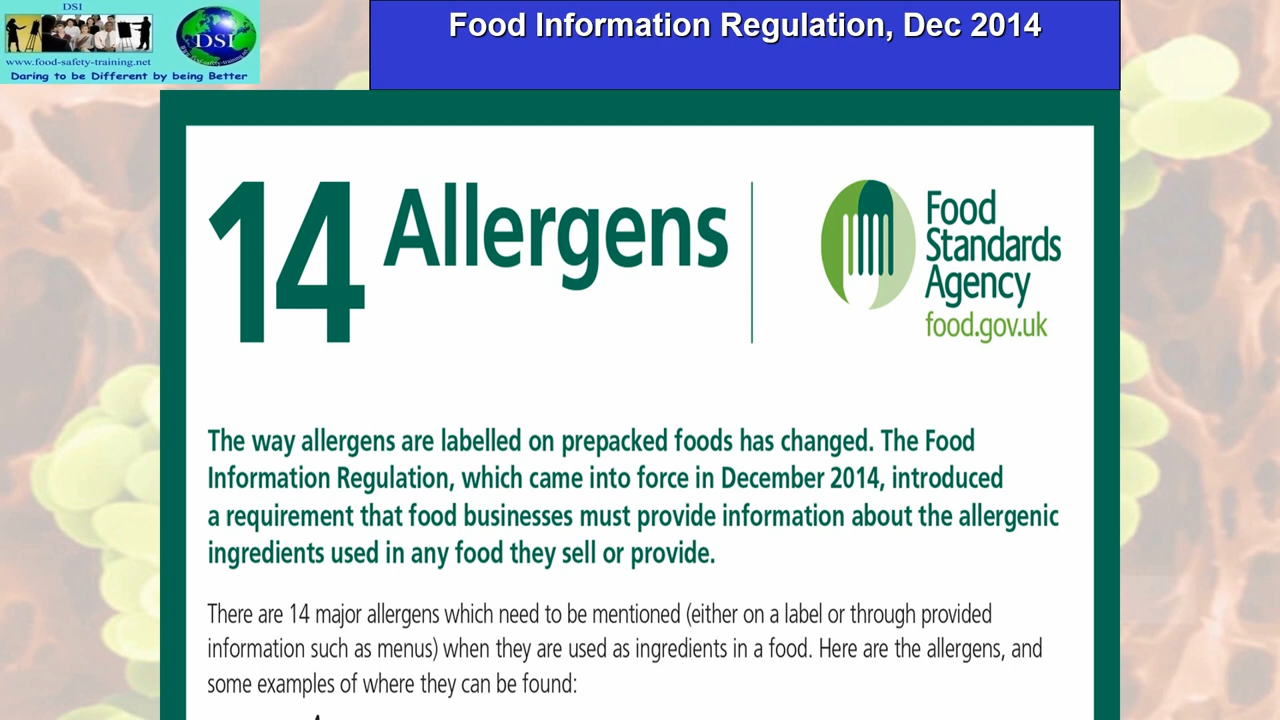 DSI
DSI
www.food-safety-training.net
Daring to be Different by being Better
Food Information Regulation, Dec 2014
14 Allergens
Food
Standards
Agency
food.gov.uk
The way allergens are labelled on prepacked foods has changed. The Food
Information Regulation, which came into force in December 2014, introduced
a requirement that food businesses must provide information about the allergenic
ingredients used in any food they sell or provide.
There are 14 major allergens which need to be mentioned (either on a label or through provided
information such as menus) when they are used as ingredients in a food. Here are the allergens, and
some examples of where they can be found: